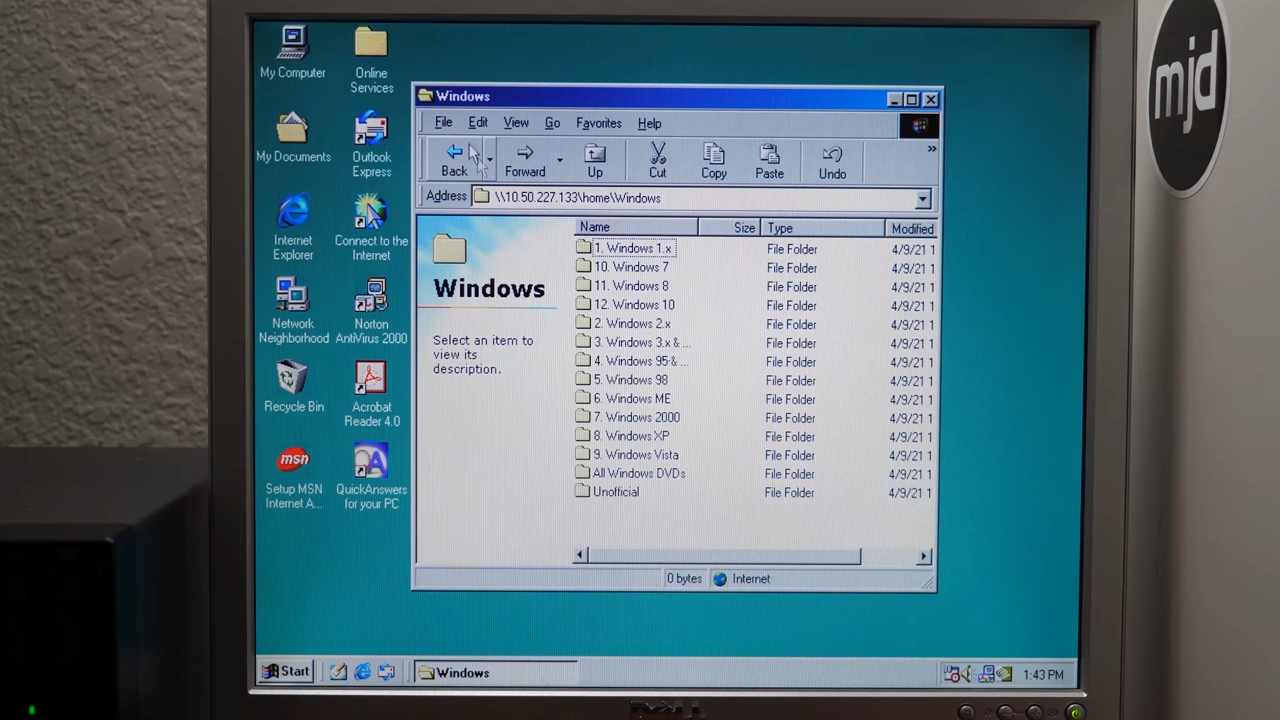 mjd
My Computer
Online
Services
My Documents
Outlook
Express
Internet
Explorer
Connect to the
Internet
Network
Neighborhood
Norton
AntiVirus 2000
Recycle Bin
Acrobat
Reader 4.0
msn
Setup MSN
Internet A...
QuickAnswers
for your PC
Windows
File Edit View Go Favorites Help
Back Forward Up Cut Copy Paste Undo »
Address \\10.50.227.133\home\Windows
Windows
Select an item to
view its
description.
Name Size Type Modified
1. Windows 1.x File Folder 4/9/21 1
10. Windows 7 File Folder 4/9/21 1
11. Windows 8 File Folder 4/9/21 1
12. Windows 10 File Folder 4/9/21 1
2. Windows 2.x File Folder 4/9/21 1
3. Windows 3.x & ... File Folder 4/9/21 1
4. Windows 95 & ... File Folder 4/9/21 1
5. Windows 98 File Folder 4/9/21 1
6. Windows ME File Folder 4/9/21 1
7. Windows 2000 File Folder 4/9/21 1
8. Windows XP File Folder 4/9/21 1
9. Windows Vista File Folder 4/9/21 1
All Windows DVDs File Folder 4/9/21 1
Unofficial File Folder 4/9/21 1
0 bytes Internet
Start Windows 1:43 PM
DELL